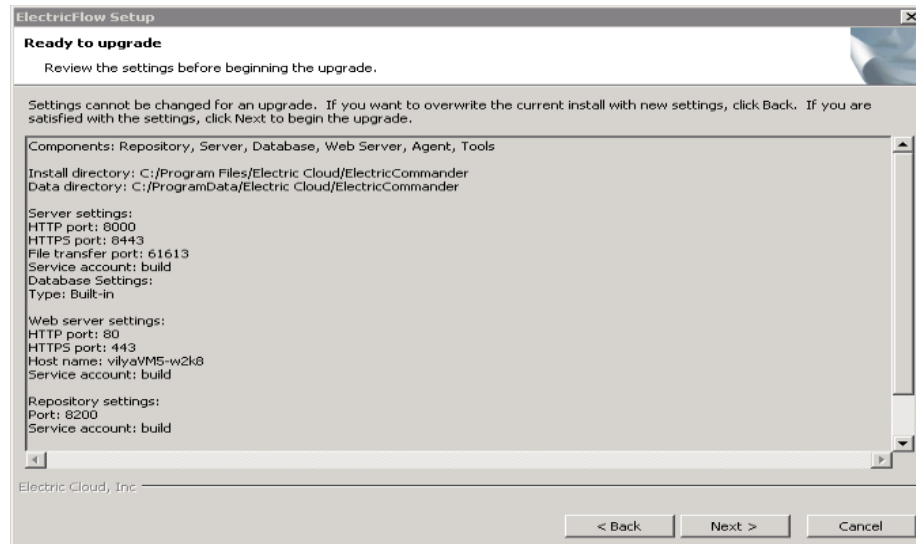 ElectricFlow Setup
Ready to upgrade
Review the settings before beginning the upgrade.
Settings cannot be changed for an upgrade. If you want to overwrite the current install with new settings, click Back. If you are
satisfied with the settings, click Next to begin the upgrade.
Components: Repository, Server, Database, Web Server, Agent, Tools
Install directory: C:/Program Files/Electric Cloud/ElectricCommander
Data directory: C:/ProgramData/Electric Cloud/ElectricCommander
Server settings:
HTTP port: 8000
HTTPS port: 8443
File transfer port: 61613
Service account: build
Database Settings:
Type: Built-in
Web server settings:
HTTP port: 80
HTTPS port: 443
Host name: vilyaVM5-w2k8
Service account: build
Repository settings:
Port: 8200
Service account: build
Electric Cloud, Inc
< Back
Next >
Cancel